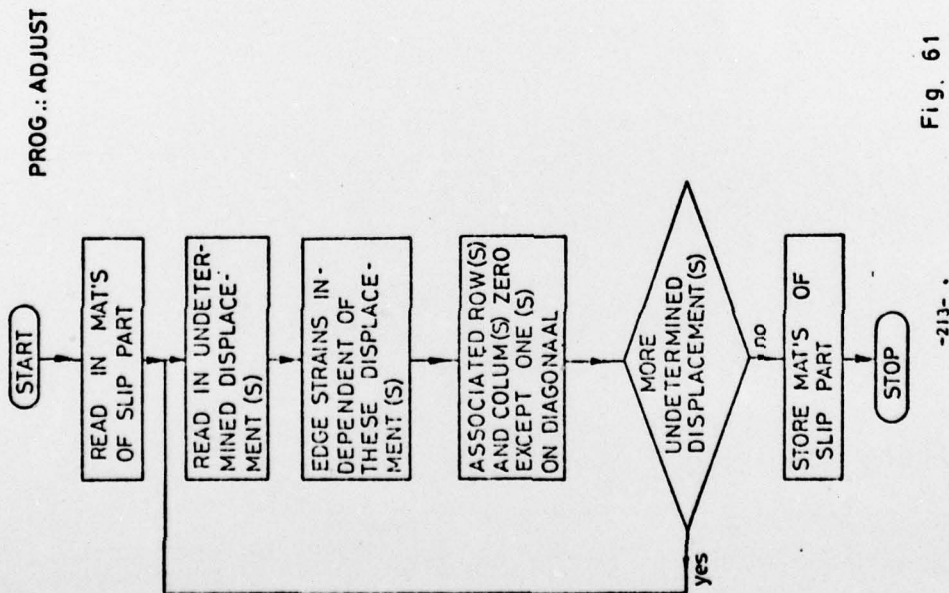 PROG.: ADJUST
START
READ IN MAT'S
OF SLIP PART
READ IN UNDETER-
MINED DISPLACE-
MENT (S)
EDGE STRAINS IN-
DEPENDENT OF
THESE DISPLACE-
MENT(S)
ASSOCIATED ROW(S)
AND COLUM(S) ZERO
EXCEPT ONE (S)
ON DIAGONAAL
MORE
UNDETERMINED
DISPLACEMENT(S)
yes
no
STORE MAT'S OF
SLIP PART
STOP
Fig. 61
-213-